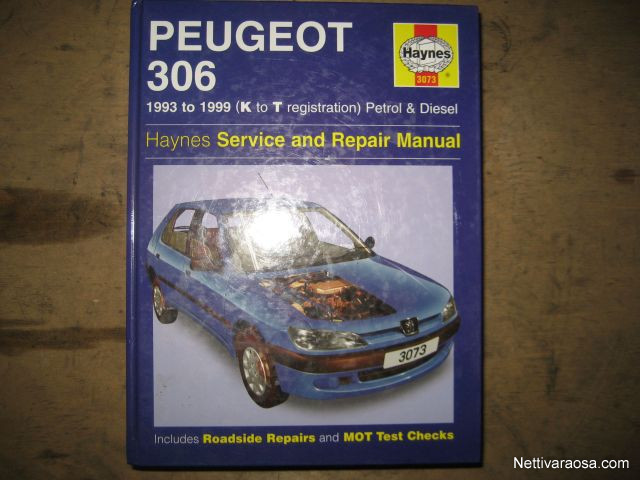 PEUGEOT
306
Haynes
3073
®
1993 to 1999 (K to T registration) Petrol & Diesel
Haynes Service and Repair Manual
3073
Includes Roadside Repairs and MOT Test Checks
Nettivaraosa.com